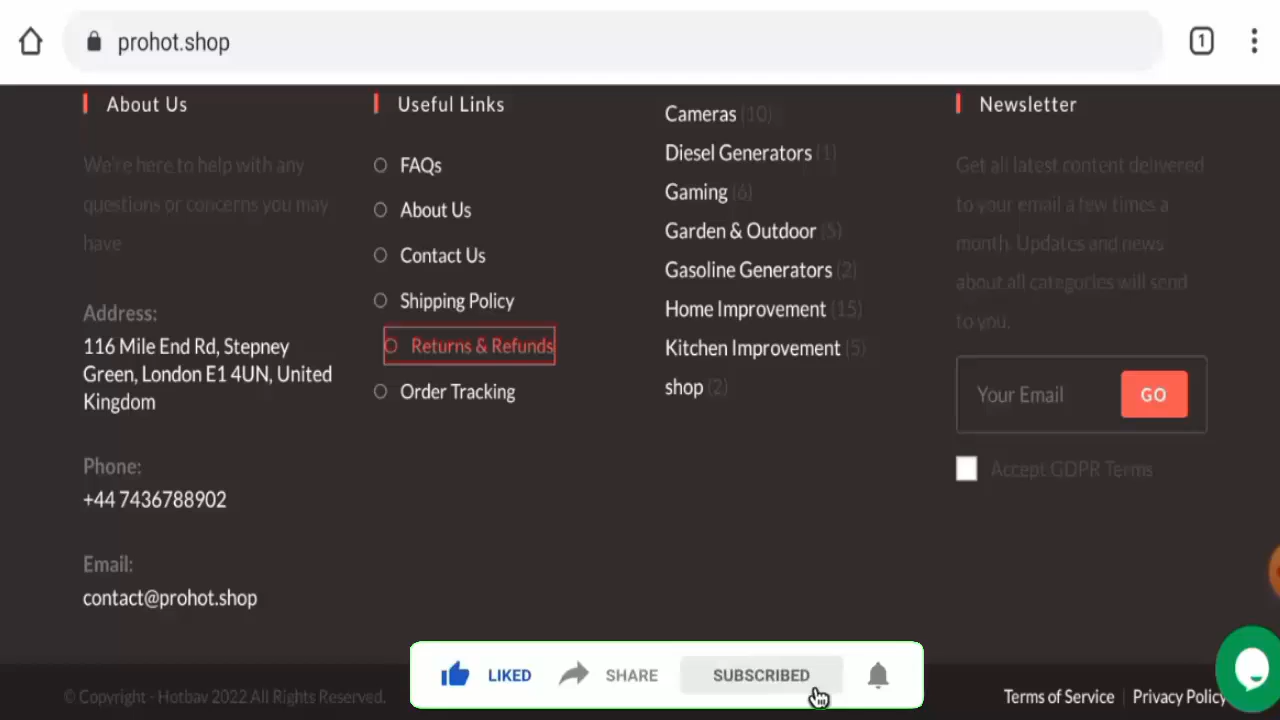 prohot.shop
1
About Us
We're here to help with any
questions or concerns you may
have
Address:
116 Mile End Rd, Stepney
Green, London E1 4UN, United
Kingdom
Phone:
+44 7436788902
Email:
contact@prohot.shop
Useful Links
FAQs
About Us
Contact Us
Shipping Policy
Returns & Refunds
Order Tracking
Cameras (10)
Diesel Generators (1)
Gaming (6)
Garden & Outdoor (5)
Gasoline Generators (2)
Home Improvement (15)
Kitchen Improvement (5)
shop (2)
Newsletter
Get all latest content delivered
to your email a few times a
month. Updates and news
about all categories will send
to you.
Your Email
GO
Accept GDPR Terms
LIKED
SHARE
SUBSCRIBED
© Copyright - Hotbav 2022 All Rights Reserved.
Terms of Service
Privacy Policy